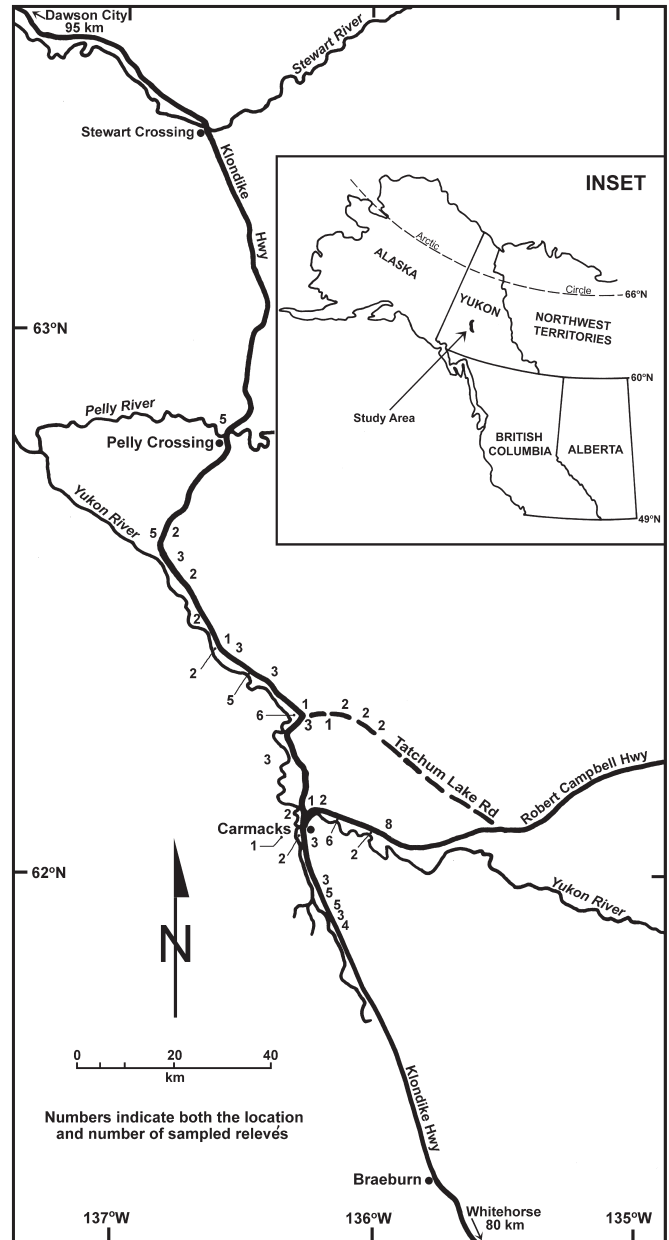 Dawson City
95 km
Stewart River
Stewart Crossing
Klondike
Hwy
INSET
Arctic
Circle
66°N
ALASKA
YUKON
NORTHWEST
TERRITORIES
60°N
Study Area
BRITISH
COLUMBIA
ALBERTA
49°N
63°N
Pelly River
5
Pelly Crossing
Yukon River
5
2
3
2
2
1
3
2
3
5
1
2
6
3
1
2
2
3
Tatchum Lake Rd
Robert Campbell Hwy
1
2
2
8
Carmacks
6
1
3
2
2
62°N
3
5
5
3
4
Yukon River
N
0 20 40
km
Numbers indicate both the location
and number of sampled relevés
Klondike Hwy
Braeburn
Whitehorse
80 km
137°W
136°W
135°W